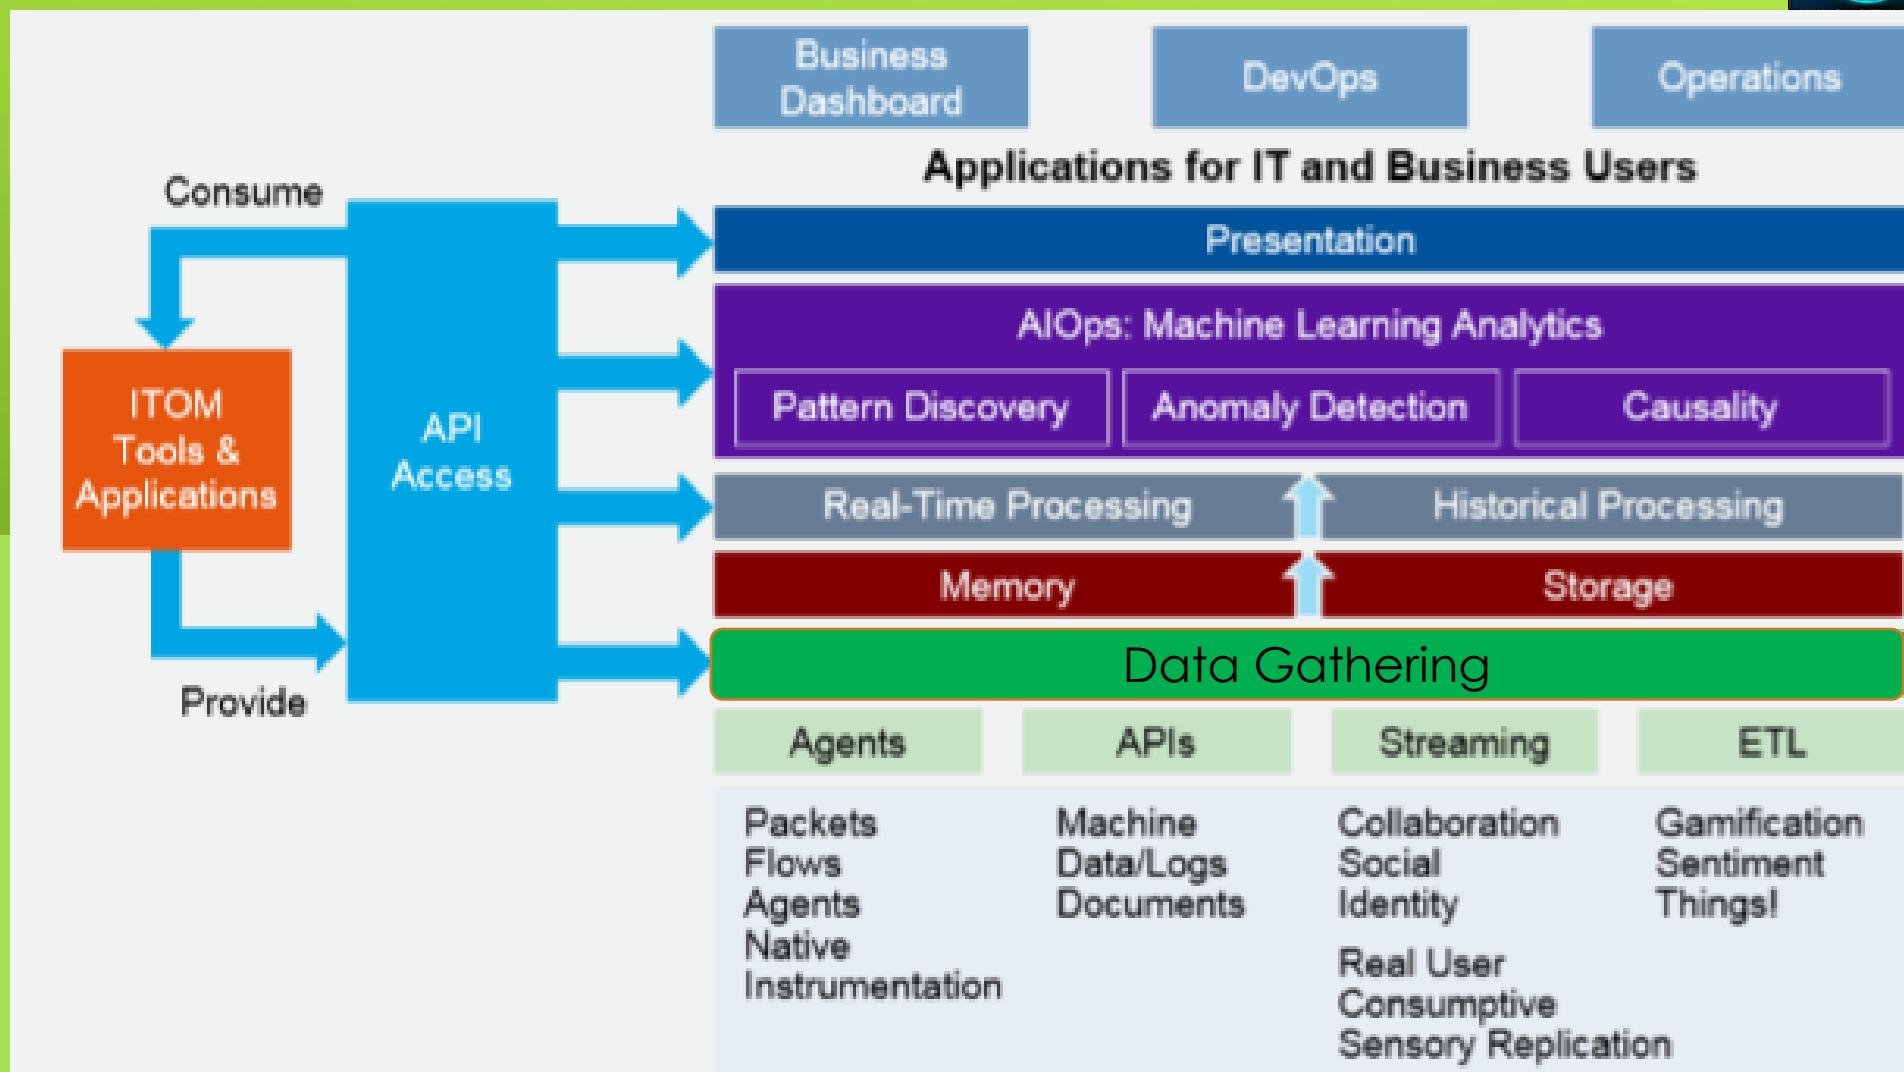 Business
Dashboard
DevOps
Operations
Applications for IT and Business Users
Consume
Presentation
AIOps: Machine Learning Analytics
Pattern Discovery
Anomaly Detection
Causality
ITOM
Tools &
Applications
API
Access
Real-Time Processing
Historical Processing
Memory
Storage
Data Gathering
Provide
Agents
APIs
Streaming
ETL
Packets
Flows
Agents
Native
Instrumentation
Machine
Data/Logs
Documents
Collaboration
Social
Identity
Real User
Consumptive
Sensory Replication
Gamification
Sentiment
Things!